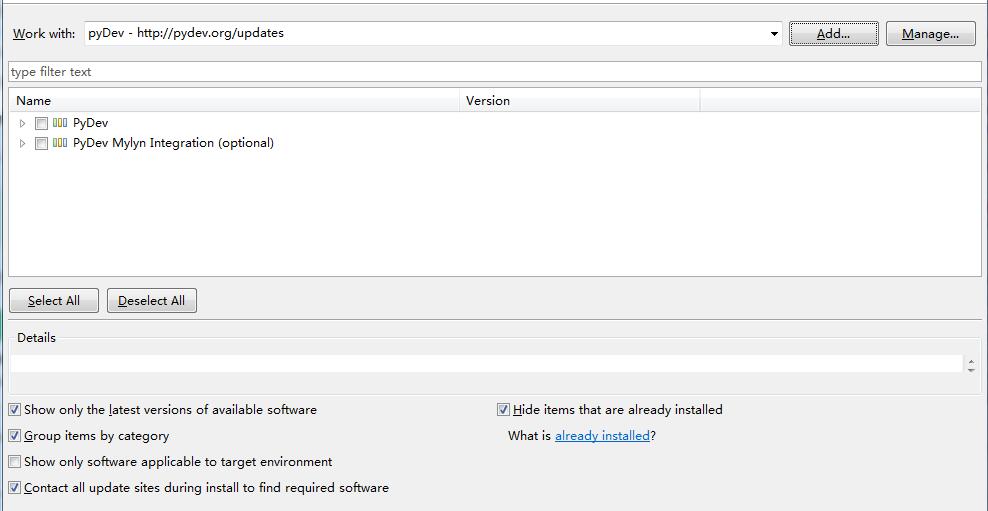 Work with: pyDev - http://pydev.org/updates Add... Manage...
type filter text
Name Version
PyDev
PyDev Mylyn Integration (optional)
Select All Deselect All
Details
Show only the latest versions of available software Hide items that are already installed
Group items by category What is already installed?
Show only software applicable to target environment
Contact all update sites during install to find required software